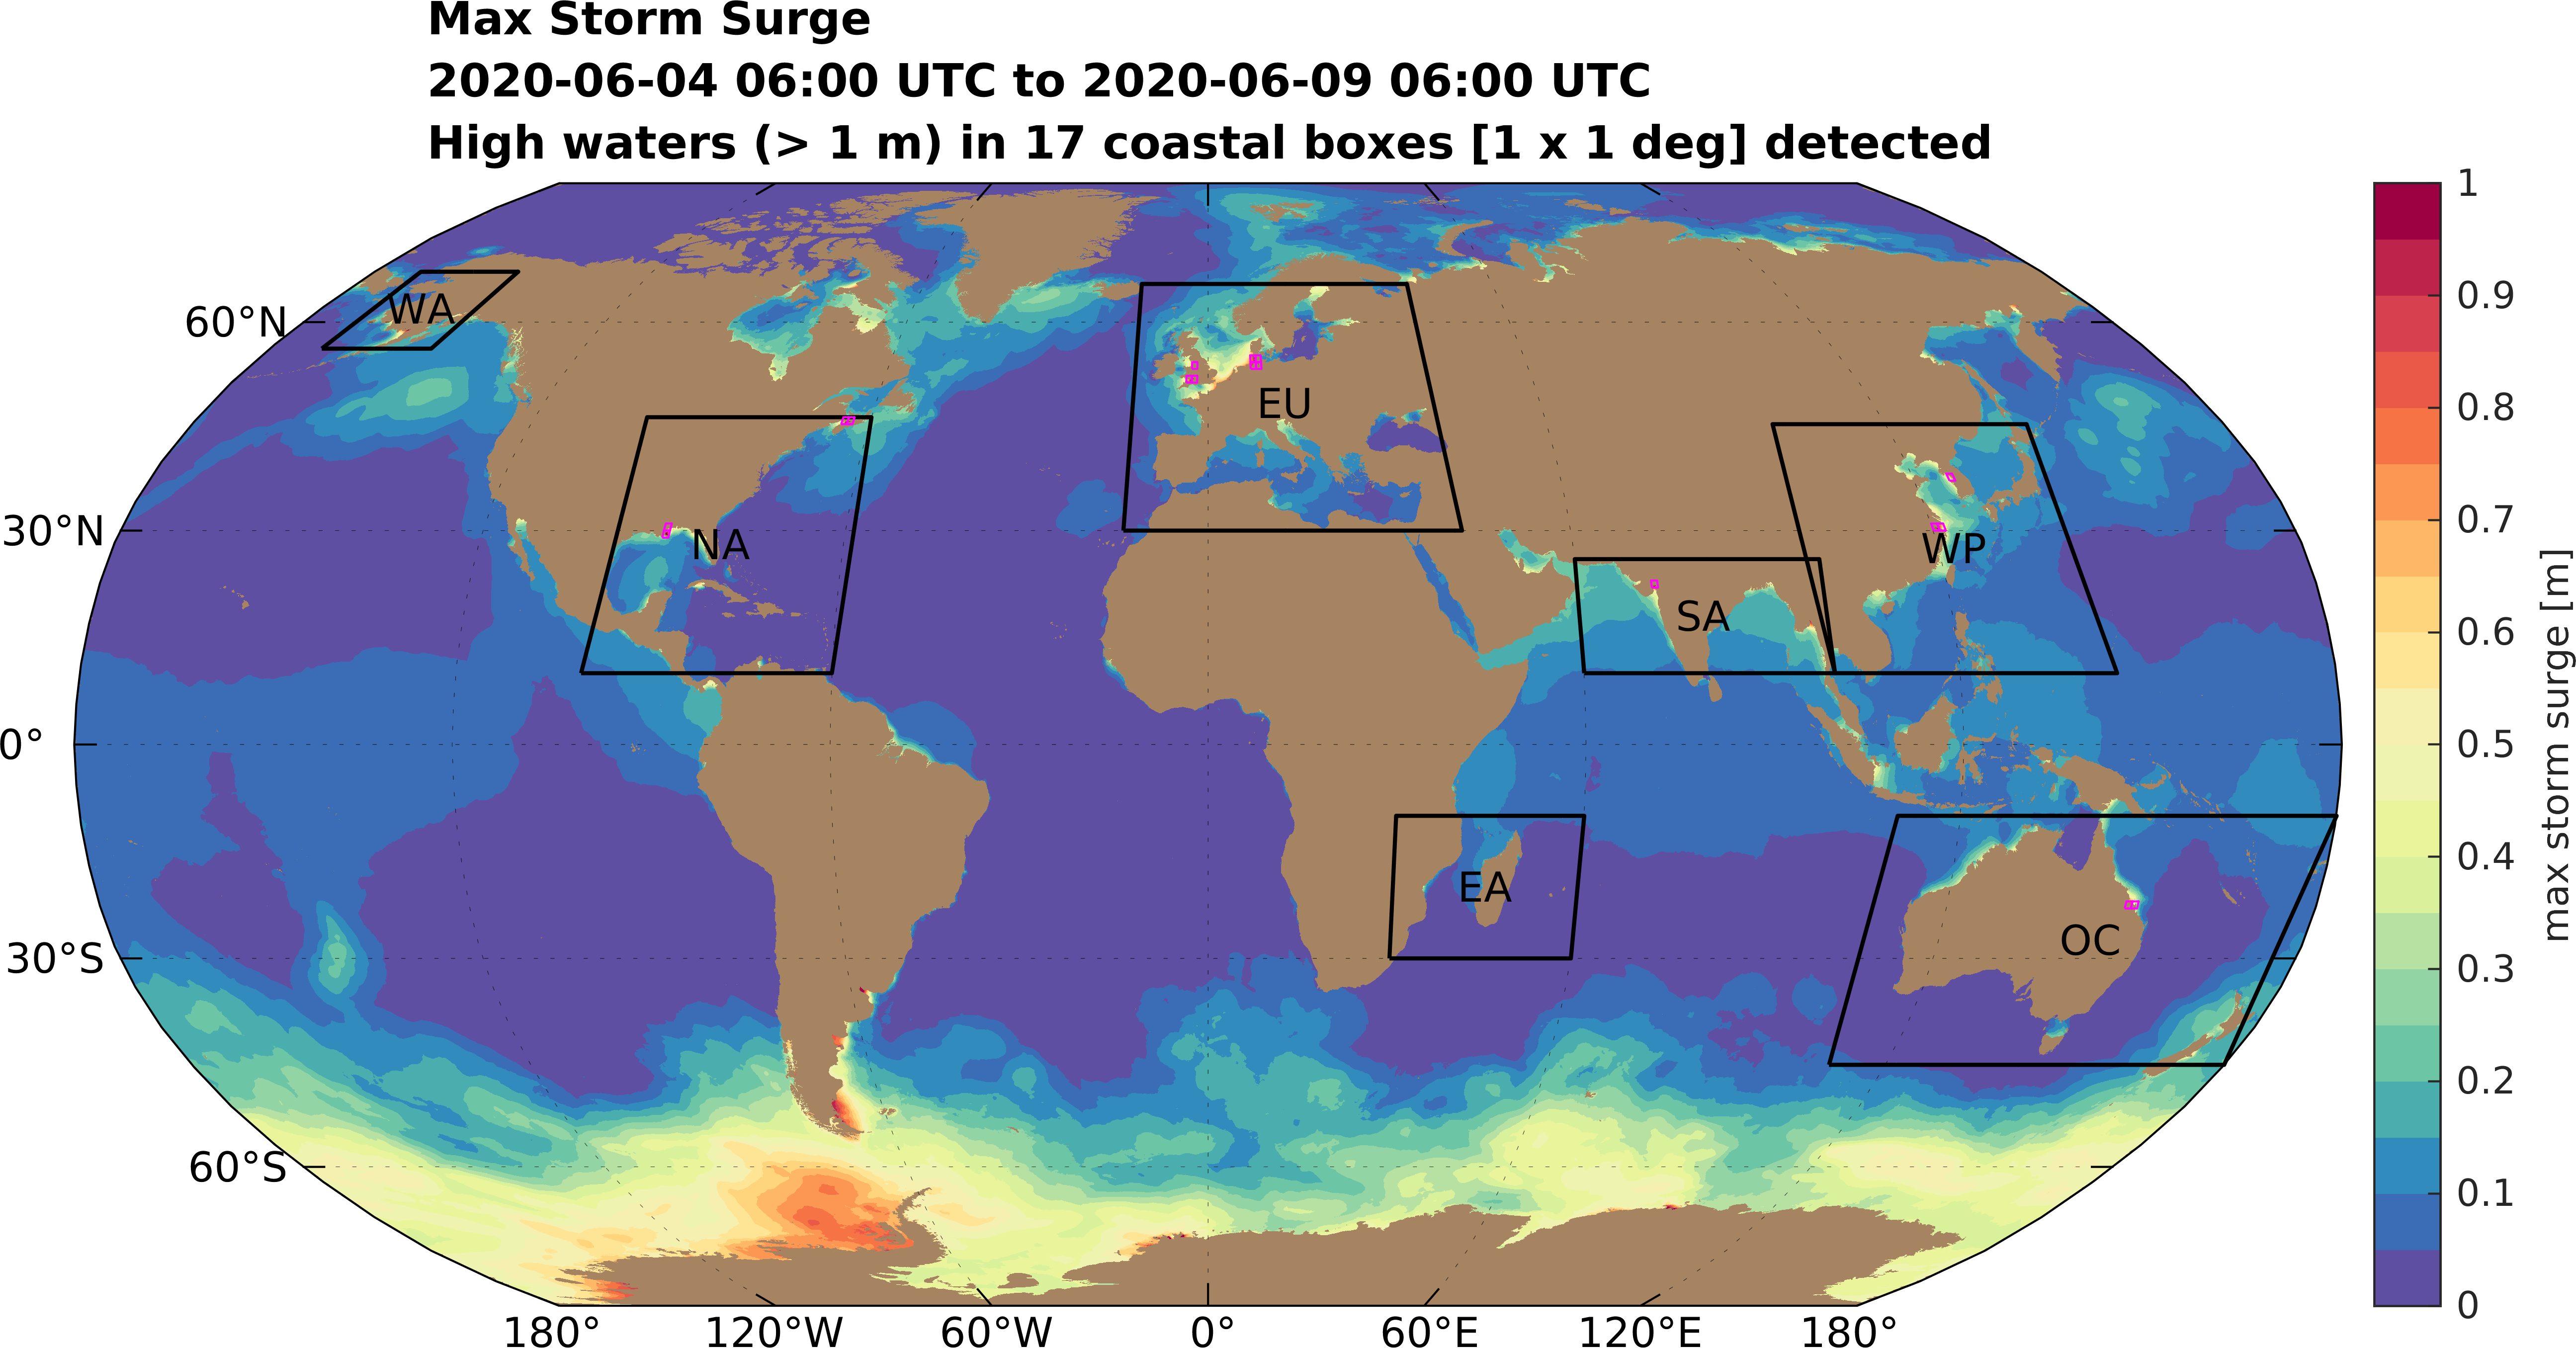 Max Storm Surge
2020-06-04 06:00 UTC to 2020-06-09 06:00 UTC
High waters (> 1 m) in 17 coastal boxes [1 x 1 deg] detected
60°N
30°N
0°
30°S
60°S
WA
NA
EU
SA
WP
EA
OC
180°
120°W
60°W
0°
60°E
120°E
180°
1
0.9
0.8
0.7
0.6
0.5
0.4
0.3
0.2
0.1
0
max storm surge [m]